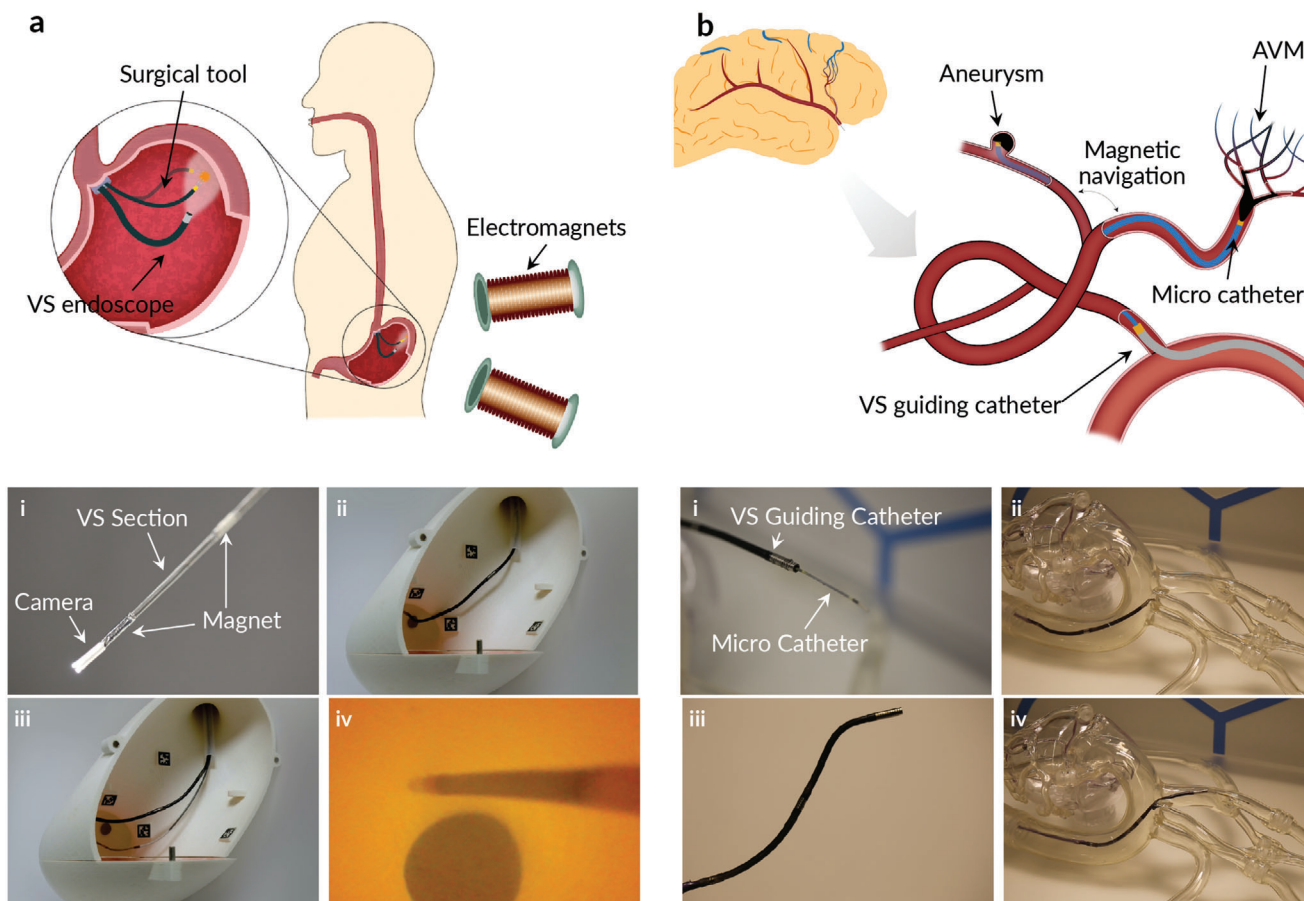 a
Surgical tool
VS endoscope
Electromagnets
i
VS Section
Camera
Magnet
ii
iii
iv
b
Aneurysm
AVM
Magnetic
navigation
Micro catheter
VS guiding catheter
i
VS Guiding Catheter
Micro Catheter
ii
iii
iv